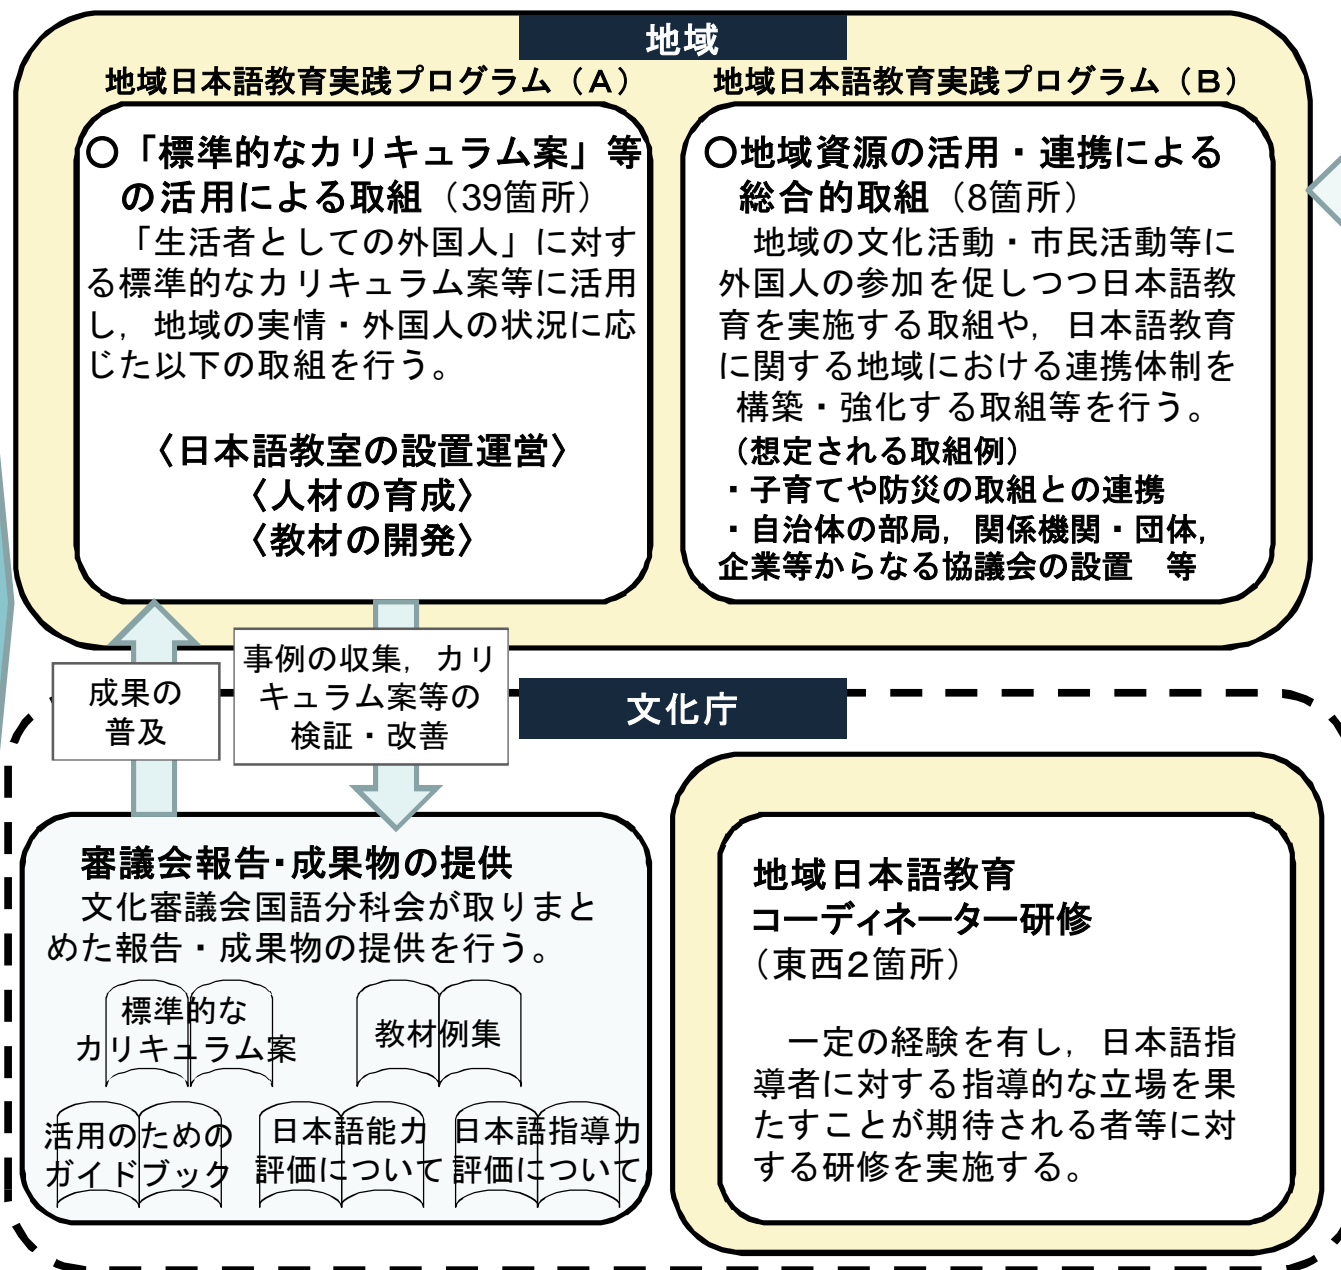 地域
地域日本語教育実践プログラム（Ａ）
○「標準的なカリキュラム案」等
の活用による取組（39箇所）
「生活者としての外国人」に対す
る標準的なカリキュラム案等に活用
し，地域の実情・外国人の状況に応
じた以下の取組を行う。
〈日本語教室の設置運営〉
〈人材の育成〉
〈教材の開発〉
地域日本語教育実践プログラム（Ｂ）
○地域資源の活用・連携による
総合的取組（8箇所）
地域の文化活動・市民活動等に
外国人の参加を促しつつ日本語教
育を実施する取組や，日本語教育
に関する地域における連携体制を
構築・強化する取組等を行う。
（想定される取組例）
・子育てや防災の取組との連携
・自治体の部局，関係機関・団体，
企業等からなる協議会の設置　等
成果の
普及
事例の収集，カリ
キュラム案等の
検証・改善
文化庁
審議会報告・成果物の提供
文化審議会国語分科会が取りまと
めた報告・成果物の提供を行う。
標準的な
カリキュラム案
教材例集
活用のための
ガイドブック
日本語能力
評価について
日本語指導力
評価について
地域日本語教育
コーディネーター研修
（東西２箇所）
一定の経験を有し，日本語指
導者に対する指導的な立場を果
たすことが期待される者等に対
する研修を実施する。